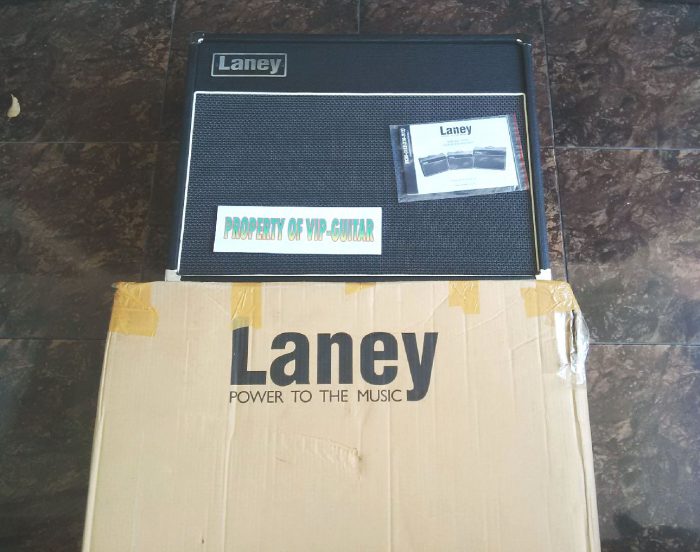 Laney
Laney
PROPERTY OF VIP-GUITAR
Laney
POWER TO THE MUSIC